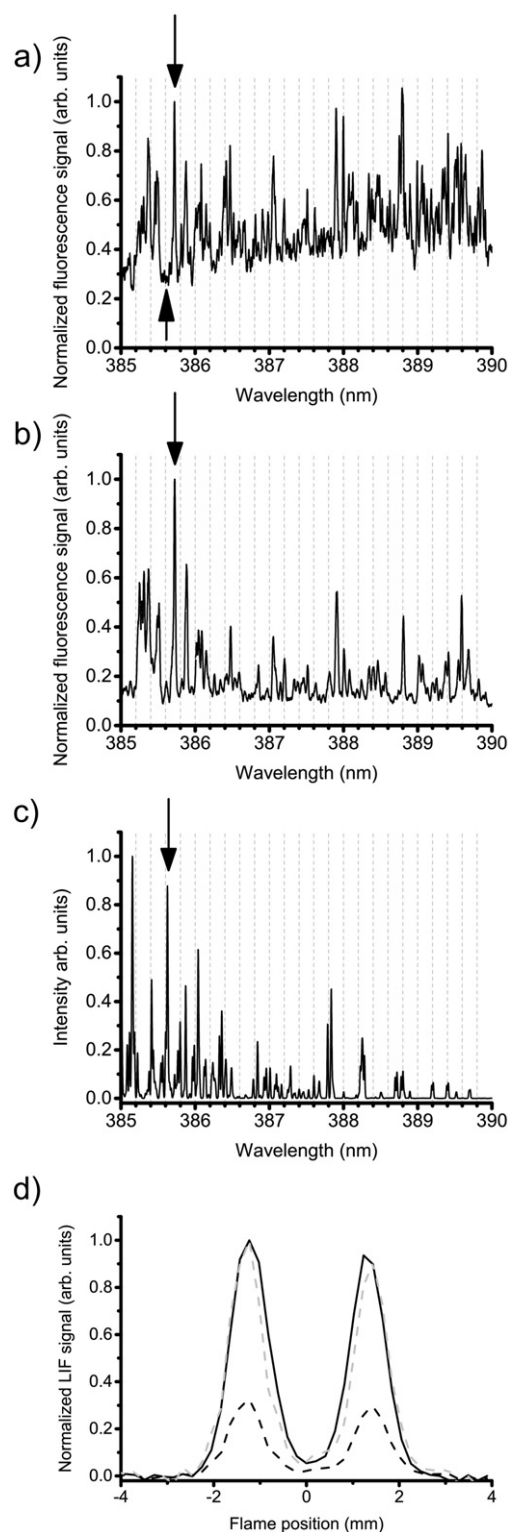 a)
Normalized fluorescence signal (arb. units)
1.0
0.8
0.6
0.4
0.2
0.0
385 386 387 388 389 390
Wavelength (nm)
b)
Normalized fluorescence signal (arb. units)
1.0
0.8
0.6
0.4
0.2
0.0
385 386 387 388 389 390
Wavelength (nm)
c)
Intensity arb. units)
1.0
0.8
0.6
0.4
0.2
0.0
385 386 387 388 389 390
Wavelength (nm)
d)
Normalized LIF signal (arb. units)
1.0
0.8
0.6
0.4
0.2
0.0
-4 -2 0 2 4
Flame position (mm)